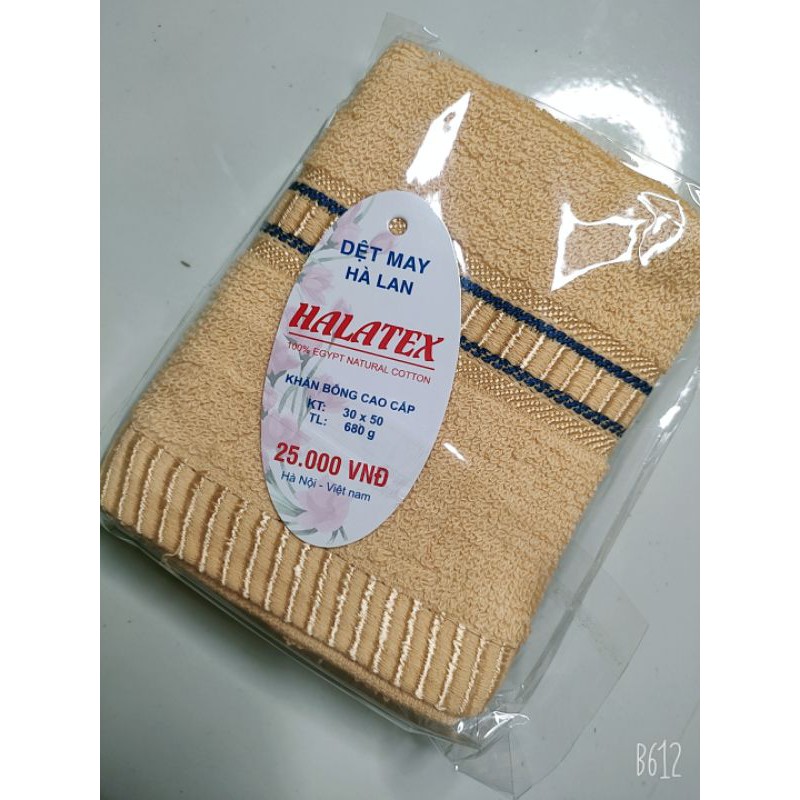 DỆT MAY
HÀ LAN
HALATEX
100% EGYPT NATURAL COTTON
KHĂN BÔNG CAO CẤP
KT: 30 x 50
TL: 680 g
25.000 VNĐ
Hà Nội - Việt nam
B612